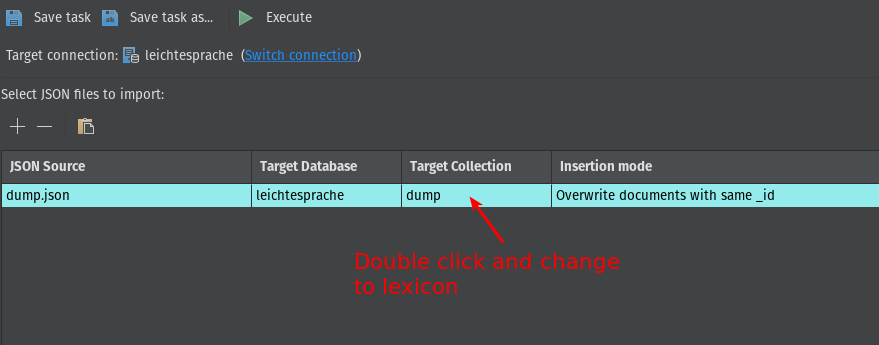 Save task Save task as... Execute
Target connection: leichtesprache (Switch connection)
Select JSON files to import:
JSON Source Target Database Target Collection Insertion mode
dump.json leichtesprache dump Overwrite documents with same _id
Double click and change
to lexicon